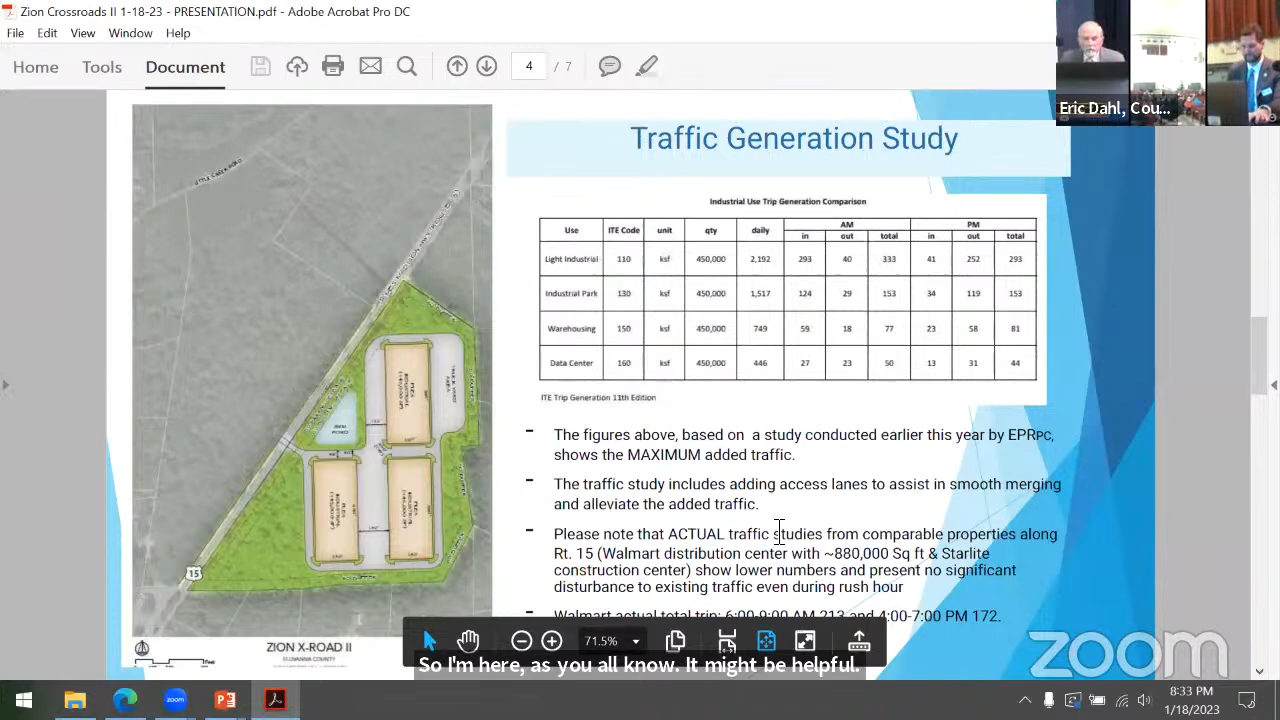 Zion Crossroads II 1-18-23 - PRESENTATION.pdf - Adobe Acrobat Pro DC
File Edit View Window Help
Home Tools Document 4 / 7
Eric Dahl, Cou...
Traffic Generation Study
Industrial Use Trip Generation Comparison
Use ITE Code unit qty daily AM PM
in out total in out total
Light Industrial 110 ksf 450,000 2,192 293 40 333 41 252 293
Industrial Park 130 ksf 450,000 1,517 124 29 153 34 119 153
Warehousing 150 ksf 450,000 749 59 18 77 23 58 81
Data Center 160 ksf 450,000 446 27 23 50 13 31 44
ITE Trip Generation 11th Edition
- The figures above, based on a study conducted earlier this year by EPRPC,
shows the MAXIMUM added traffic.
- The traffic study includes adding access lanes to assist in smooth merging
and alleviate the added traffic.
- Please note that ACTUAL traffic studies from comparable properties along
Rt. 15 (Walmart distribution center with ~880,000 Sq ft & Starlite
construction center) show lower numbers and present no significant
disturbance to existing traffic even during rush hour
- Walmart actual total trip: 6:00-9:00 AM 213 and 4:00-7:00 PM 172.
15
ZION X-ROAD II
FLUVANNA COUNTY
71.5%
So I'm here, as you all know. It might be helpful.
zoom
zoom
8:33 PM
1/18/2023